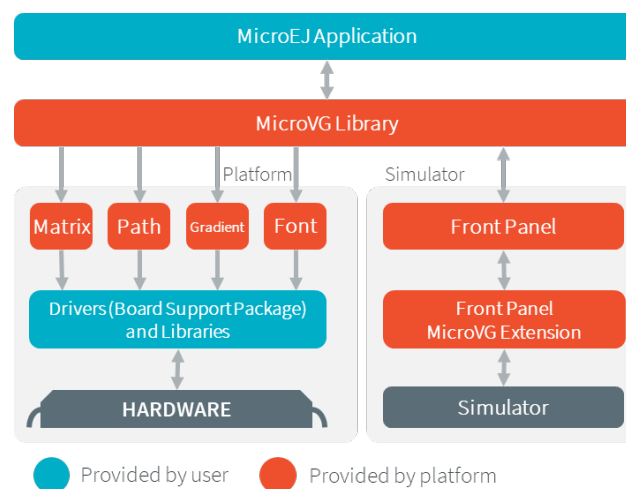 MicroEJ Application
MicroVG Library
Platform
Simulator
Matrix
Path
Gradient
Font
Front Panel
Drivers (Board Support Package)
and Libraries
Front Panel
MicroVG Extension
HARDWARE
Simulator
Provided by user
Provided by platform